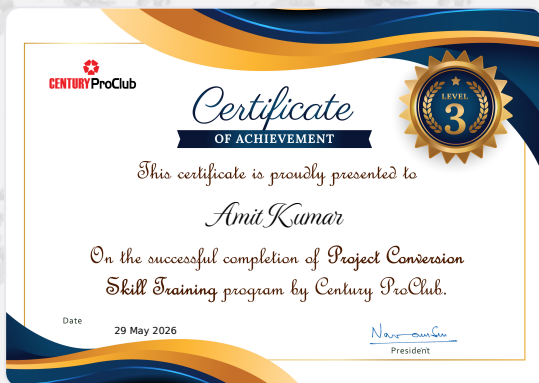 CENTURY ProClub
LEVEL
3
Certificate
OF ACHIEVEMENT
This certificate is proudly presented to
Amit Kumar
On the successful completion of Project Conversion
Skill Training program by Century ProClub.
Date
29 May 2026
President